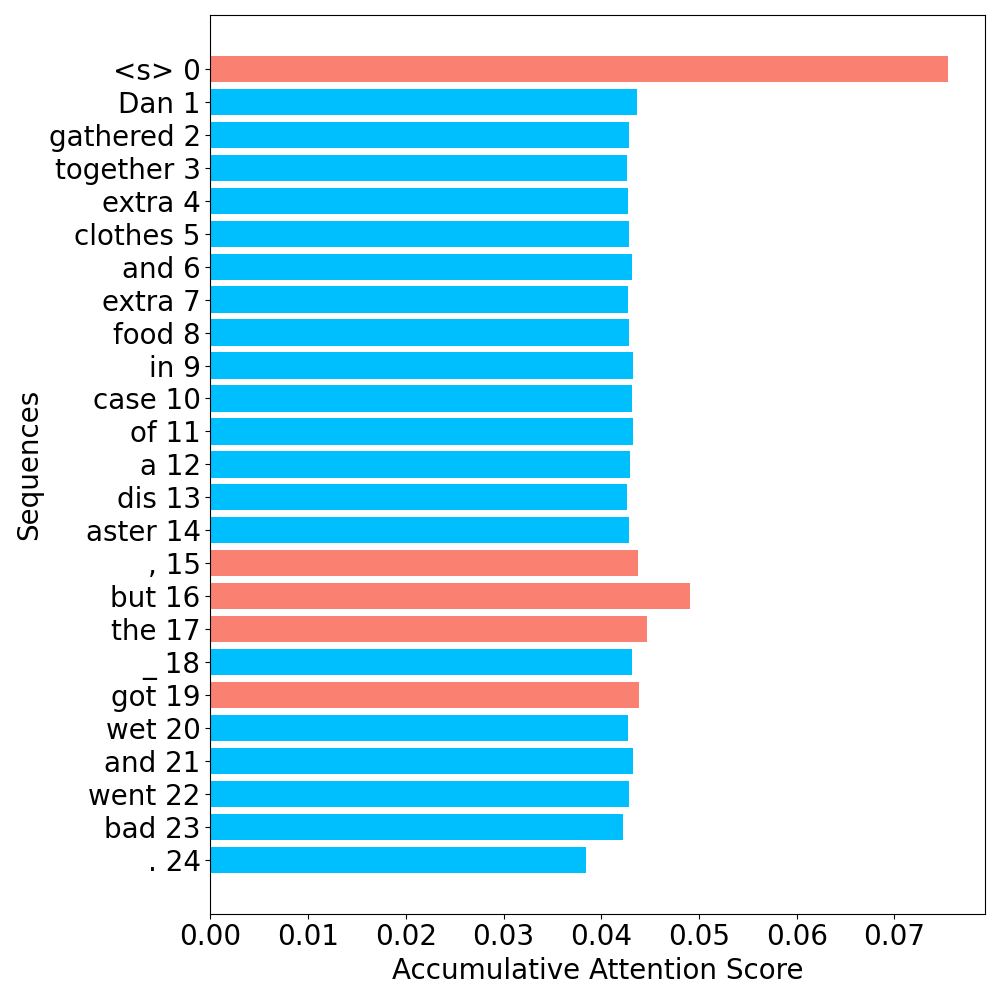 <s> 0
Dan 1
gathered 2
together 3
extra 4
clothes 5
and 6
extra 7
food 8
in 9
case 10
of 11
a 12
dis 13
aster 14
, 15
but 16
the 17
_ 18
got 19
wet 20
and 21
went 22
bad 23
. 24
Sequences
0.00 0.01 0.02 0.03 0.04 0.05 0.06 0.07
Accumulative Attention Score